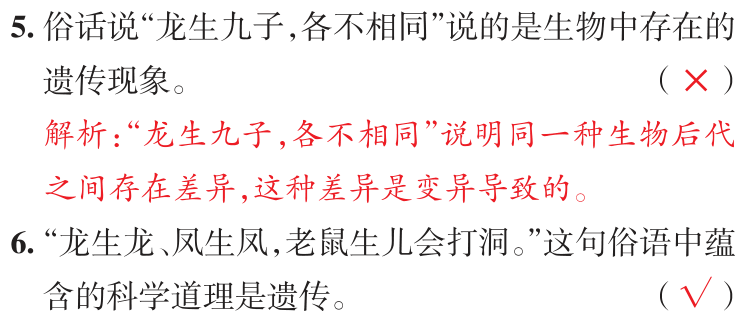 5. 俗话说“龙生九子,各不相同”说的是生物中存在的
遗传现象。 ( × )
解析:“龙生九子,各不相同”说明同一种生物后代
之间存在差异,这种差异是变异导致的。
6. “龙生龙、凤生凤,老鼠生儿会打洞。”这句俗语中蕴
含的科学道理是遗传。 ( √ )